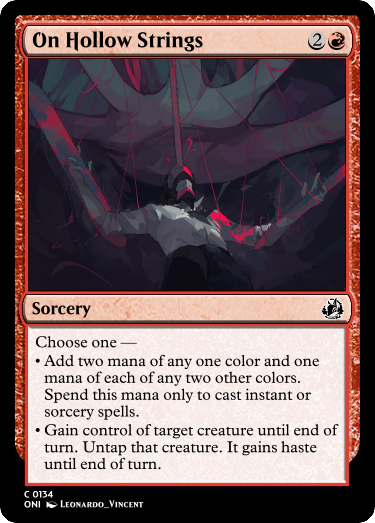 On Hollow Strings 2
Sorcery
Choose one —
• Add two mana of any one color and one
mana of each of any two other colors.
Spend this mana only to cast instant or
sorcery spells.
• Gain control of target creature until end of
turn. Untap that creature. It gains haste
until end of turn.
C 0134
ONI Leonardo_Vincent